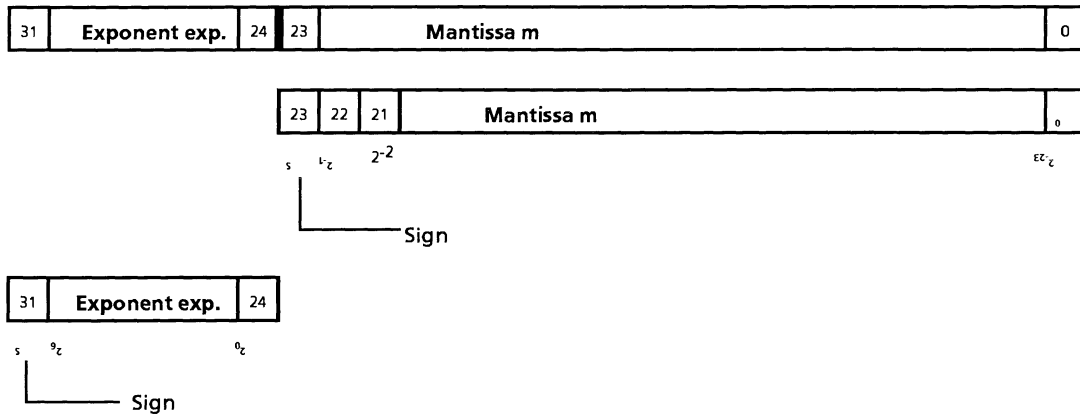 31 Exponent exp. 24 23 Mantissa m 0
23 22 21 Mantissa m 0
s 2-1 2-2 2-23
Sign
31 Exponent exp. 24
s 26 20
Sign